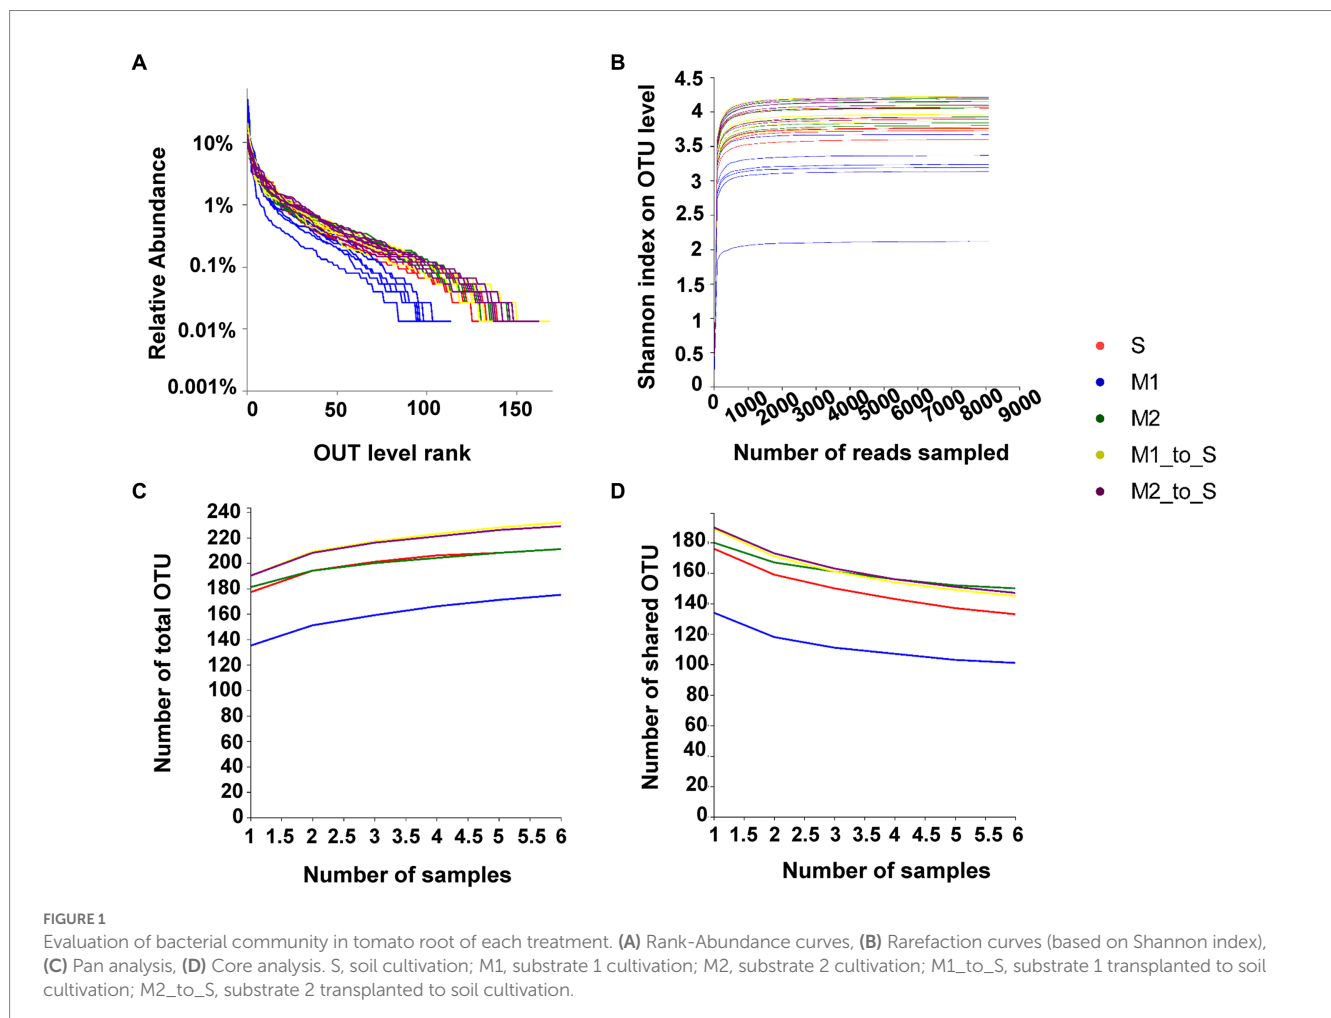 A
Relative Abundance
10%
1%
0.1%
0.01%
0.001%
0
50
100
150
OUT level rank
B
Shannon index on OTU level
4.5
4
3.5
3
2.5
2
1.5
1
0.5
0
0
1000
2000
3000
4000
5000
6000
7000
8000
9000
Number of reads sampled
S
M1
M2
M1_to_S
M2_to_S
C
Number of total OTU
240
220
200
180
160
140
120
100
80
60
40
20
0
1 1.5 2 2.5 3 3.5 4 4.5 5 5.5 6
Number of samples
D
Number of shared OTU
180
160
140
120
100
80
60
40
20
0
1 1.5 2 2.5 3 3.5 4 4.5 5 5.5 6
Number of samples
FIGURE 1
Evaluation of bacterial community in tomato root of each treatment. (A) Rank-Abundance curves, (B) Rarefaction curves (based on Shannon index),
(C) Pan analysis, (D) Core analysis. S, soil cultivation; M1, substrate 1 cultivation; M2, substrate 2 cultivation; M1_to_S, substrate 1 transplanted to soil
cultivation; M2_to_S, substrate 2 transplanted to soil cultivation.